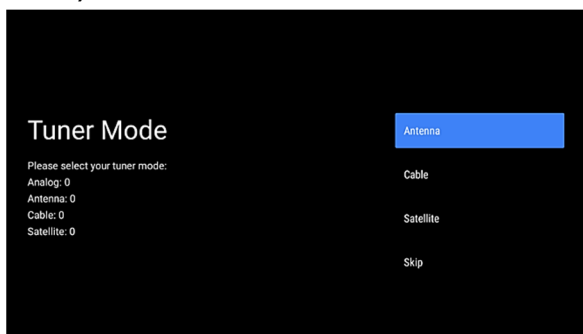 Tuner Mode
Please select your tuner mode:
Analog: 0
Antenna: 0
Cable: 0
Satellite: 0
Antenna
Cable
Satellite
Skip